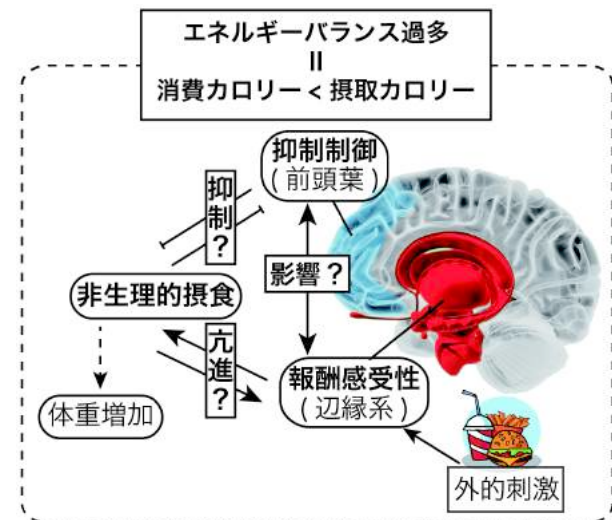 エネルギーバランス過多
II
消費カロリー < 摂取カロリー
抑制制御
(前頭葉)
抑制?
影響?
非生理的摂食
亢進?
報酬感受性
(辺縁系)
体重増加
外的刺激